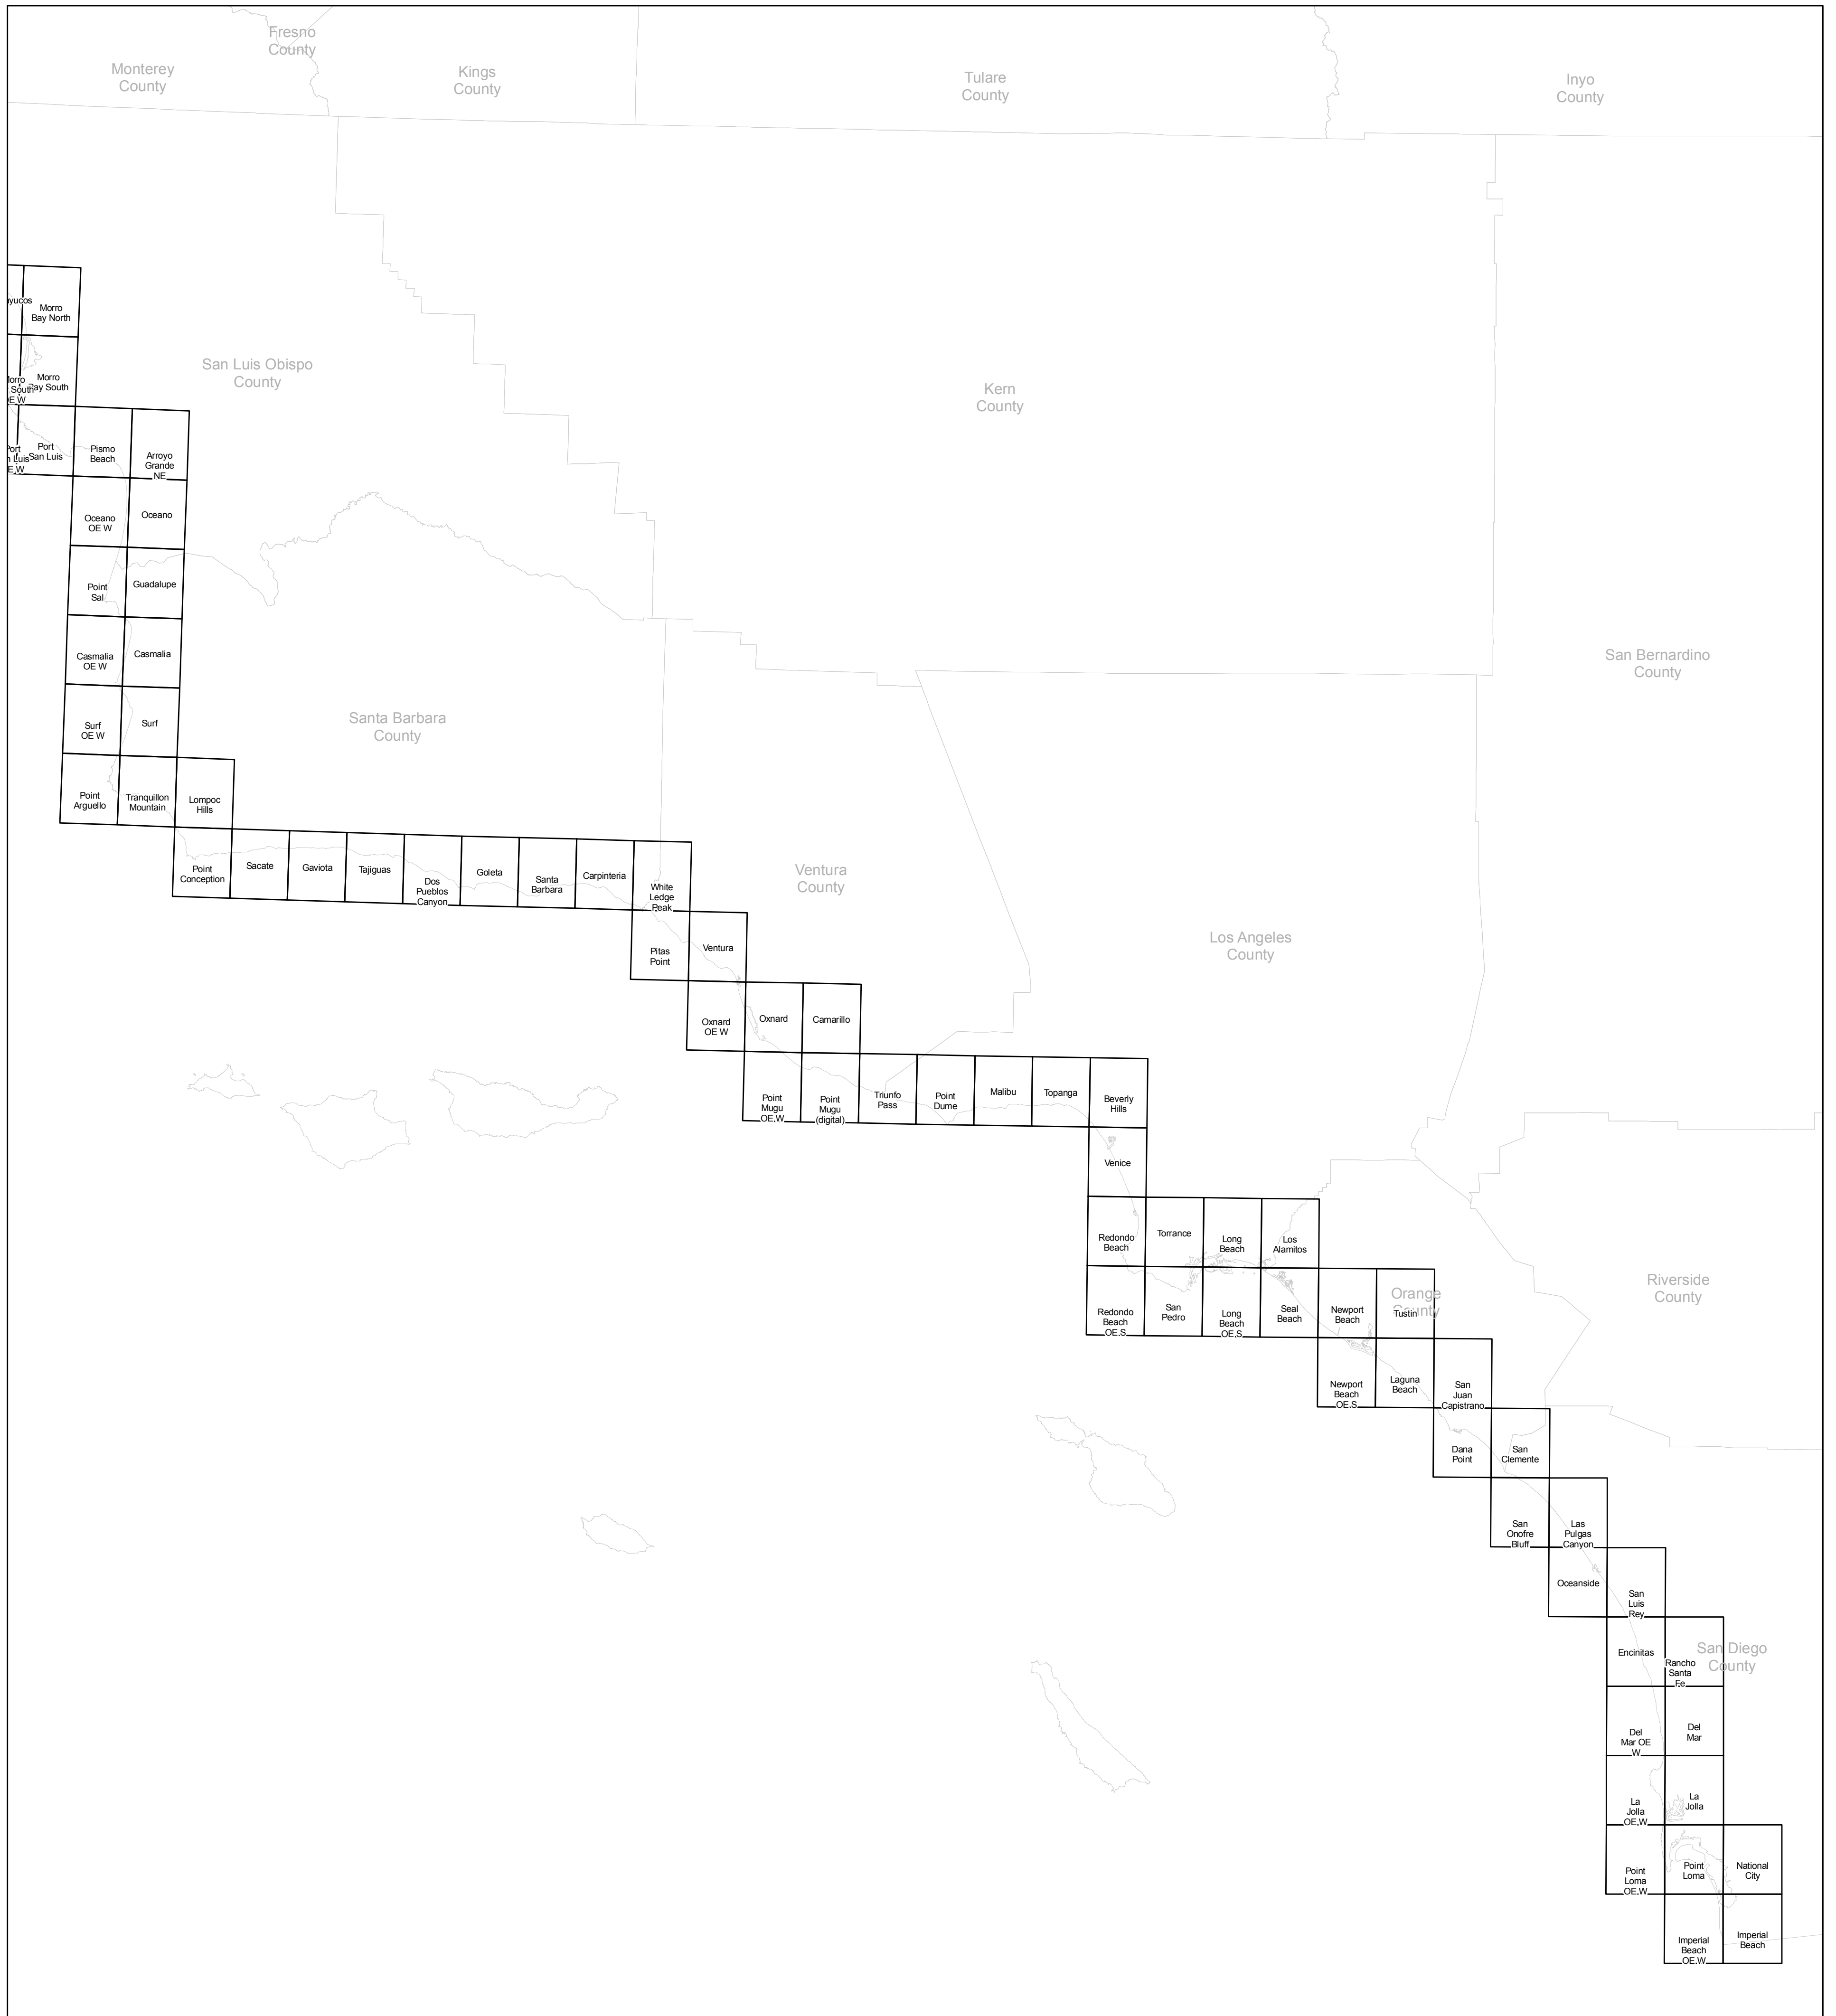 Fresno
County
Monterey
County
Kings
County
Tulare
County
Inyo
County
yucos
Morro
Bay North
San Luis Obispo
County
Kern
County
Morro
Bay South
South
OE W
Port
San Luis
Luis
Pismo
Beach
Arroyo
Grande
NE
Oceano
OE W
Oceano
Point
Sal
Guadalupe
Casmalia
OE W
Casmalia
San Bernardino
County
Surf
OE W
Surf
Santa Barbara
County
Point
Arguello
Tranquillon
Mountain
Lompoc
Hills
Point
Conception
Sacate
Gaviota
Tajiguas
Dos
Pueblos
Canyon
Goleta
Santa
Barbara
Carpinteria
White
Ledge
Peak
Ventura
County
Los Angeles
County
Pitas
Point
Ventura
Oxnard
OE W
Oxnard
Camarillo
Point
Mugu
OE W
Point
Mugu
(digital)
Triunfo
Pass
Point
Dume
Malibu
Topanga
Beverly
Hills
Venice
Redondo
Beach
Torrance
Long
Beach
Los
Alamitos
Redondo
Beach
OE S
San
Pedro
Long
Beach
OE S
Seal
Beach
Newport
Beach
Orange
County
Tustin
Riverside
County
Newport
Beach
OE S
Laguna
Beach
San
Juan
Capistrano
Dana
Point
San
Clemente
San
Onofre
Bluff
Las
Pulgas
Canyon
Oceanside
San
Luis
Rey
Encinitas
Rancho
Santa
Fe
San Diego
County
Del
Mar OE
W
Del
Mar
La
Jolla
OE W
La
Jolla
Point
Loma
OE W
Point
Loma
National
City
Imperial
Beach
OE W
Imperial
Beach